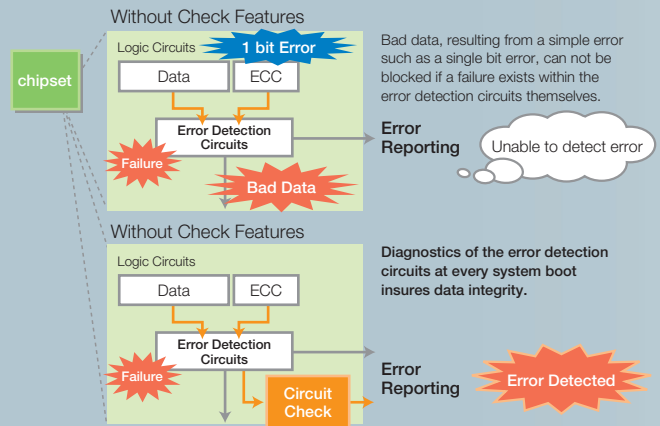 Without Check Features
Logic Circuits
1 bit Error
chipset
Data
ECC
Error Detection
Circuits
Failure
Bad Data
Bad data, resulting from a simple error
such as a single bit error, can not be
blocked if a failure exists within the
error detection circuits themselves.
Error
Reporting
Unable to detect error
Without Check Features
Logic Circuits
Data
ECC
Error Detection
Circuits
Failure
Circuit
Check
Diagnostics of the error detection
circuits at every system boot
insures data integrity.
Error
Reporting
Error Detected